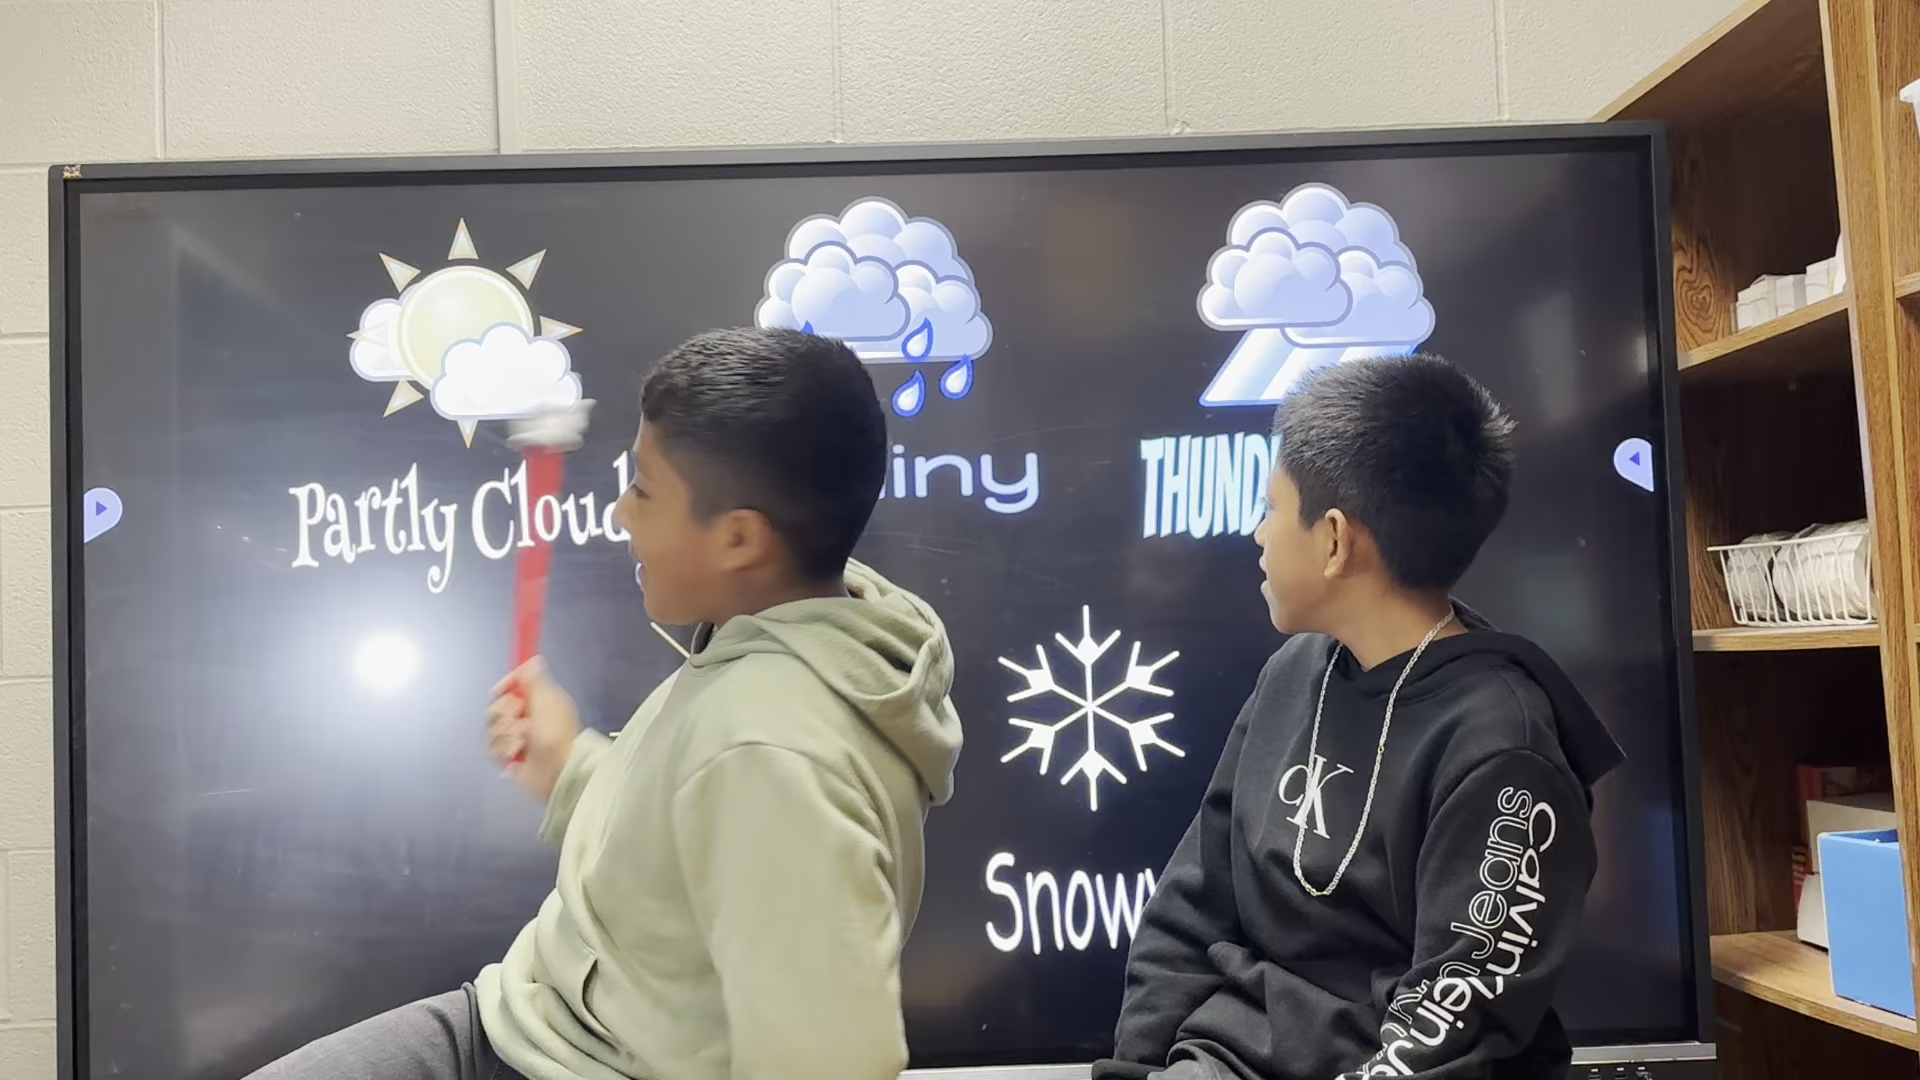 Partly Cloud
iny
THUND
Snowy
cK
Calvin Klein
Jeans